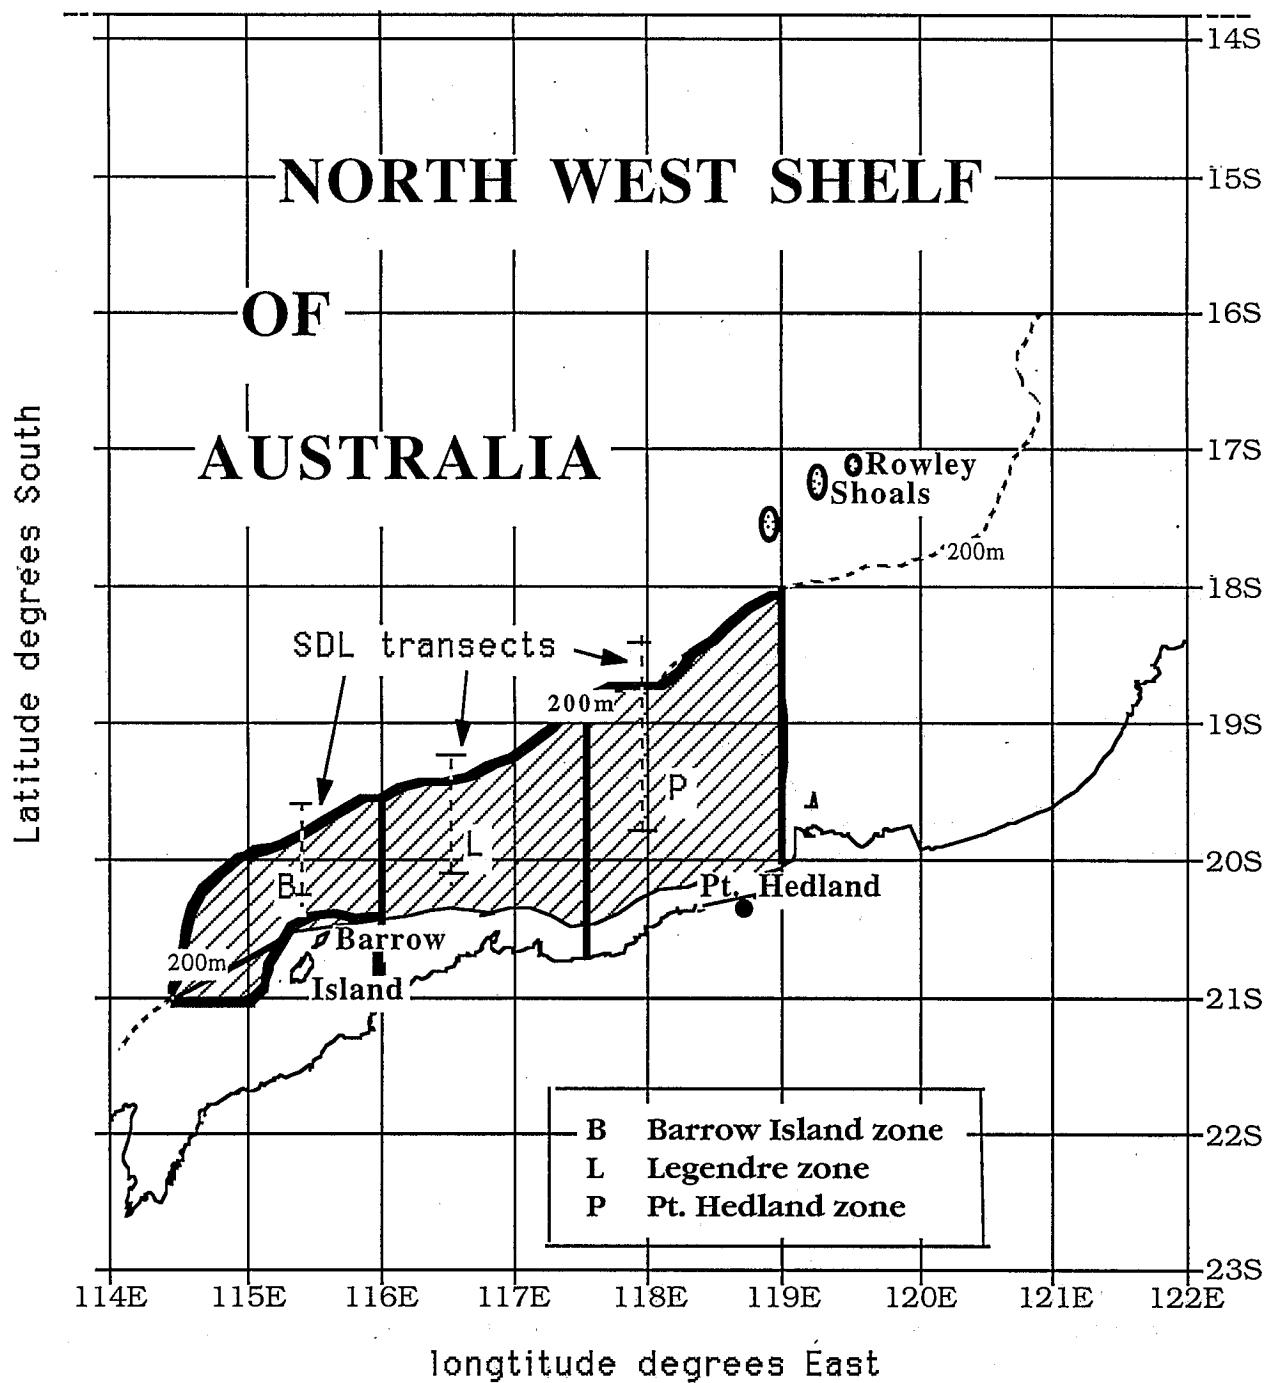 14S
NORTH WEST SHELF
15S
OF
16S
AUSTRALIA
17S
Rowley
Shoals
200m
18S
SDL transects
200m
19S
P
L
20S
B
Pt. Hedland
Barrow
200m
Island
21S
B Barrow Island zone
22S
L Legendre zone
P Pt. Hedland zone
23S
114E 115E 116E 117E 118E 119E 120E 121E 122E
longtitude degrees East
Latitude degrees South